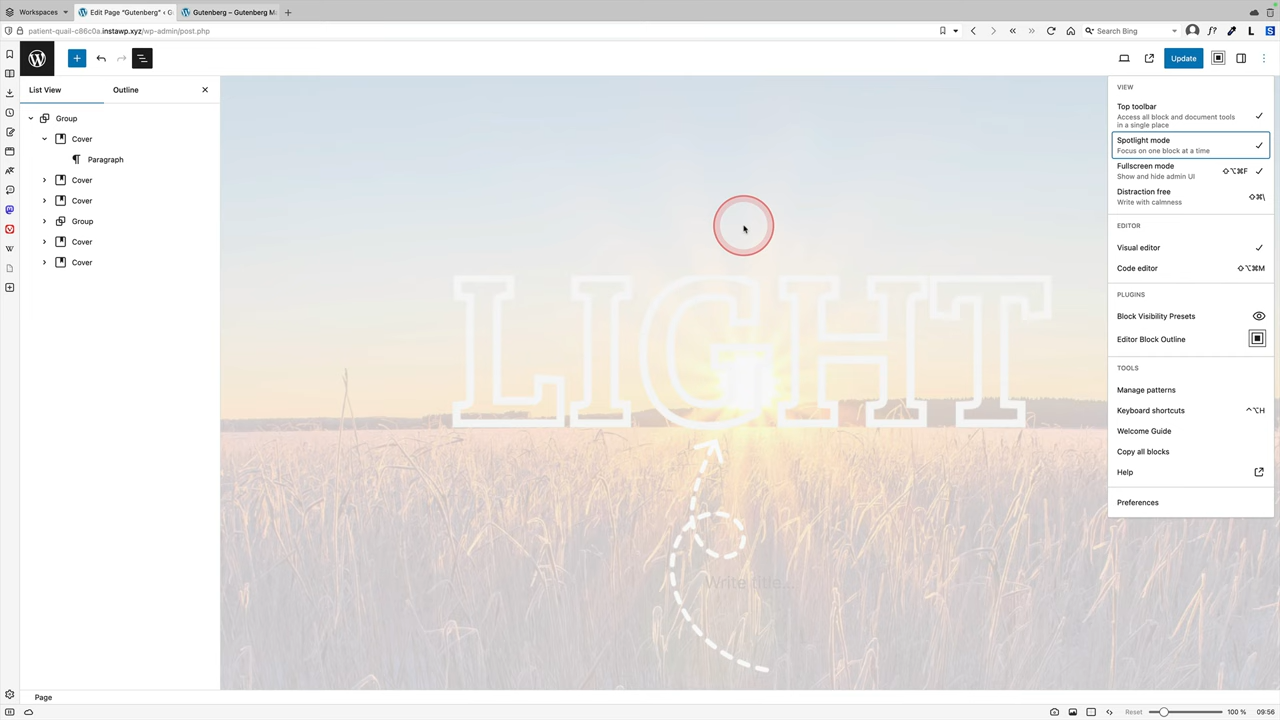 Workspaces
Edit Page "Gutenberg" ‹ G
Gutenberg – Gutenberg M
patient-quail-c86c0a.instawp.xyz/wp-admin/post.php
Search Bing
f?
L
S
Update
List View
Outline
Group
Cover
Paragraph
Cover
Cover
Group
Cover
Cover
LIGHT
Write title...
VIEW
Top toolbar
Access all block and document tools
in a single place
Spotlight mode
Focus on one block at a time
Fullscreen mode
Show and hide admin UI
⇧⌥⌘F
Distraction free
Write with calmness
⇧⌘\
EDITOR
Visual editor
Code editor
⇧⌥⌘M
PLUGINS
Block Visibility Presets
Editor Block Outline
TOOLS
Manage patterns
Keyboard shortcuts
⌃⌥H
Welcome Guide
Copy all blocks
Help
Preferences
Page
Reset
100 %
09:56